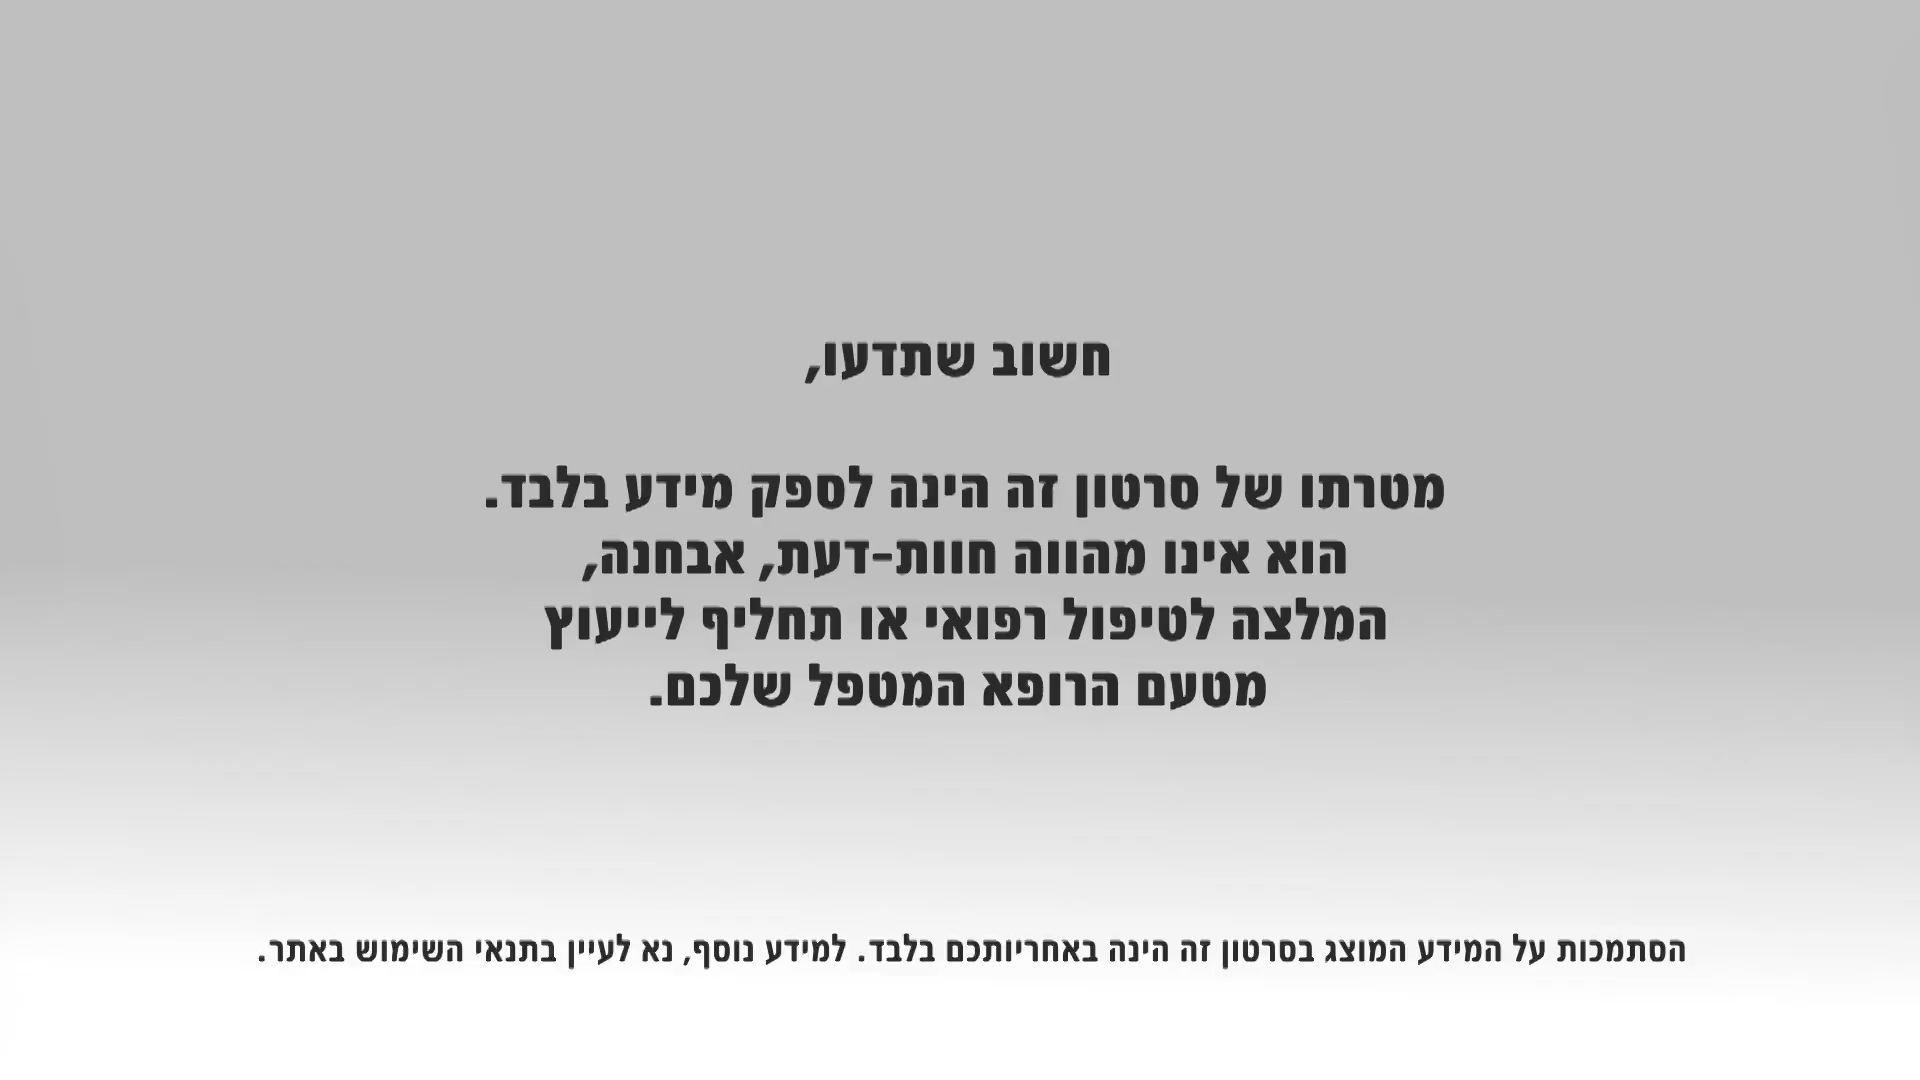 חשוב שתדעו,
מטרתו של סרטון זה הינה לספק מידע בלבד.
הוא אינו מהווה חוות-דעת, אבחנה,
המלצה לטיפול רפואי או תחליף לייעוץ
מטעם הרופא המטפל שלכם.
הסתמכות על המידע המוצג בסרטון זה הינה באחריותכם בלבד. למידע נוסף, נא לעיין בתנאי השימוש באתר.